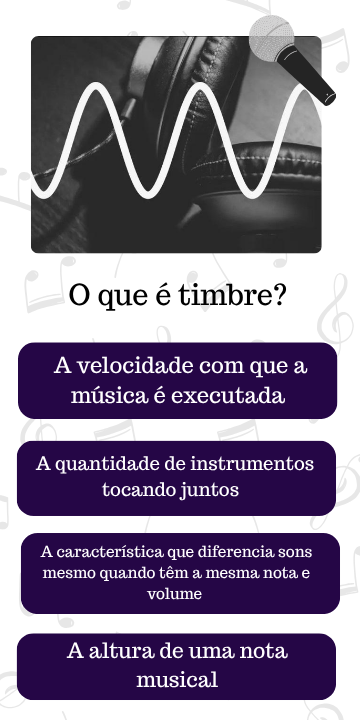 O que é timbre?
A velocidade com que a
música é executada
A quantidade de instrumentos
tocando juntos
A característica que diferencia sons
mesmo quando têm a mesma nota e
volume
A altura de uma nota
musical